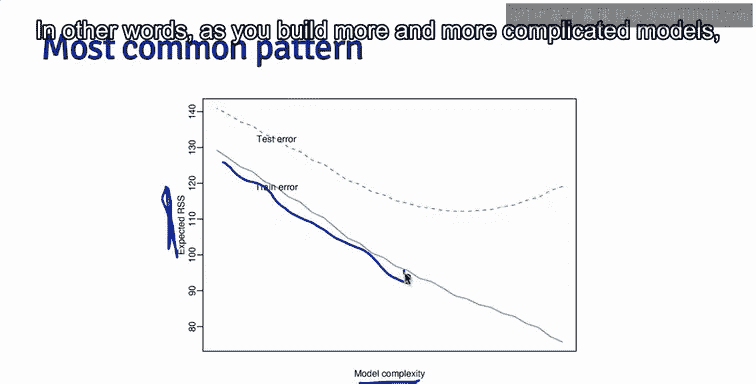 In other words, as you build more and more complicated models,
Most common pattern
140
130
120
110
100
90
80
Expected RSS
Test error
Train error
Model complexity